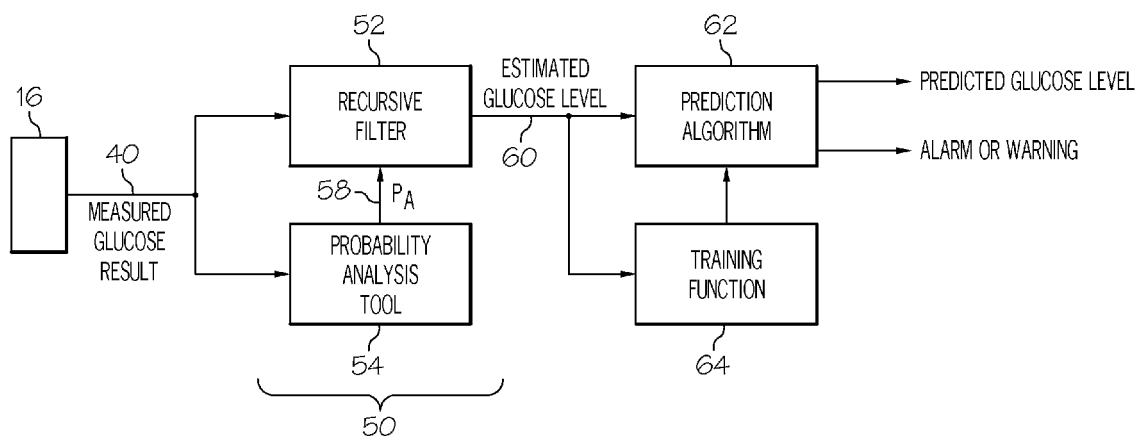 16
40
MEASURED
GLUCOSE
RESULT
52
RECURSIVE
FILTER
58
P_A
PROBABILITY
ANALYSIS
TOOL
54
50
ESTIMATED
GLUCOSE LEVEL
60
62
PREDICTION
ALGORITHM
TRAINING
FUNCTION
64
PREDICTED GLUCOSE LEVEL
ALARM OR WARNING